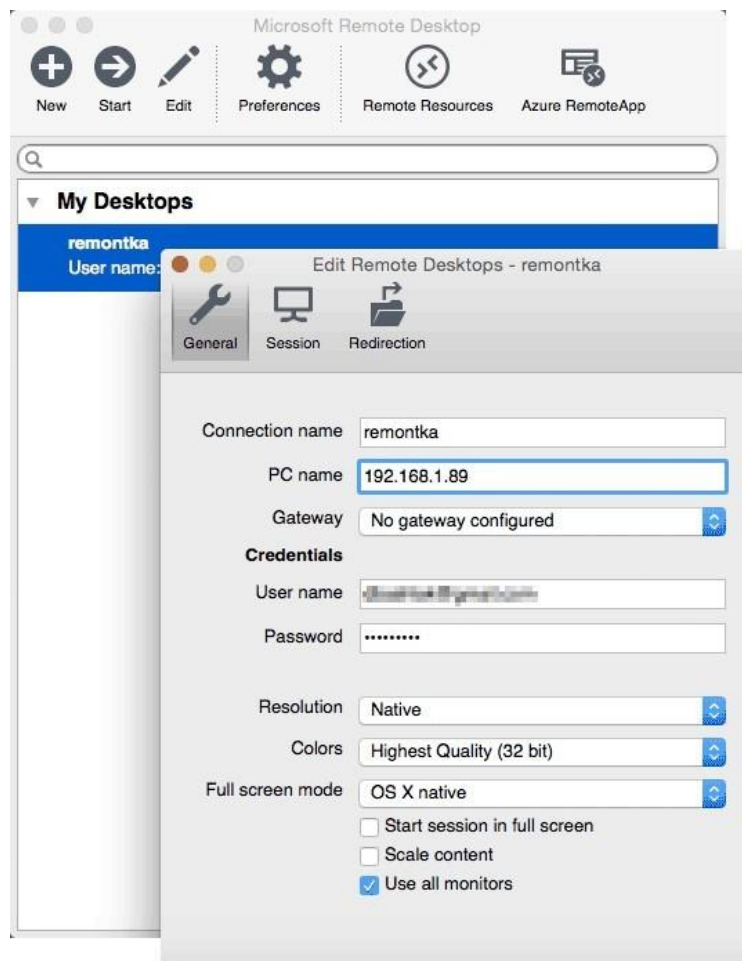 Microsoft Remote Desktop
New Start Edit Preferences Remote Resources Azure RemoteApp
My Desktops
remontka
User name:
Edit Remote Desktops - remontka
General Session Redirection
Connection name remontka
PC name 192.168.1.89
Gateway No gateway configured
Credentials
User name
Password •••••••••
Resolution Native
Colors Highest Quality (32 bit)
Full screen mode OS X native
Start session in full screen
Scale content
Use all monitors